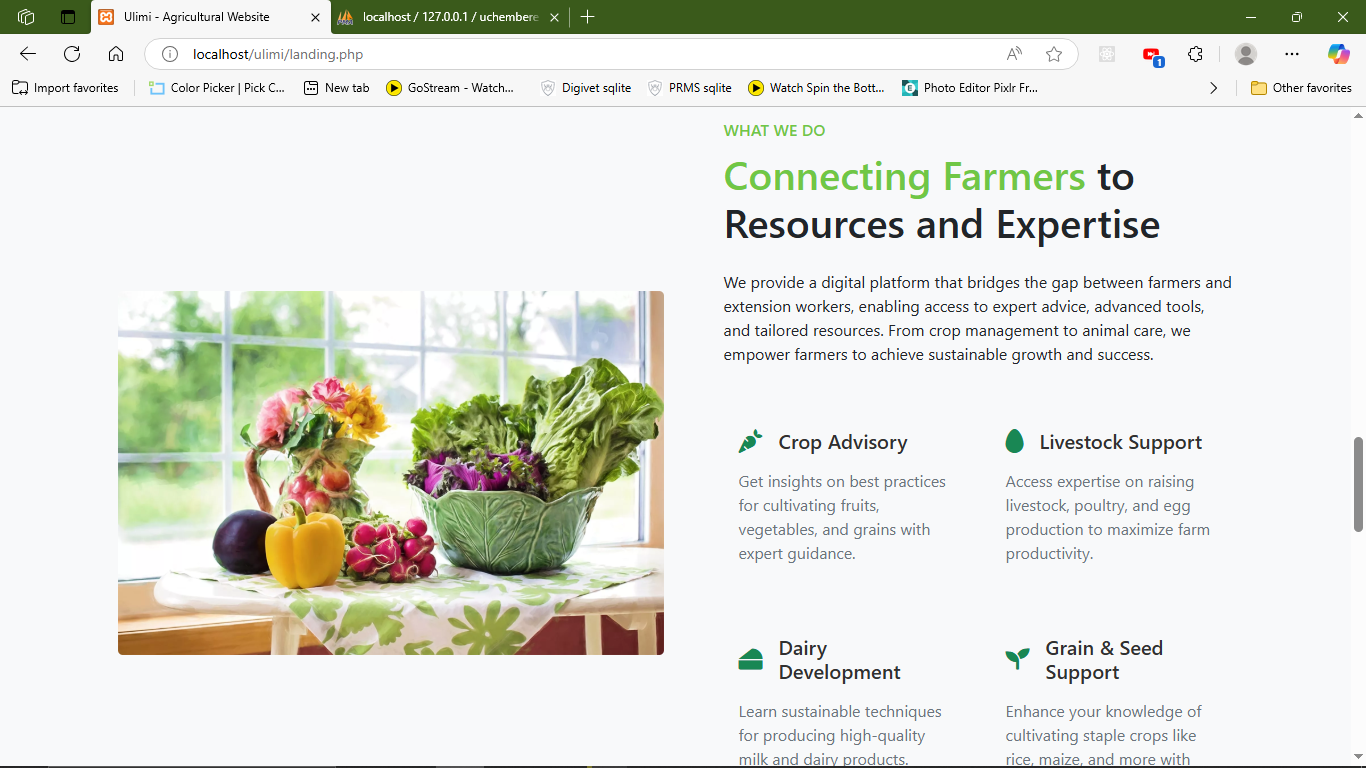 Ulimi - Agricultural Website
localhost / 127.0.0.1 / uchembere
localhost/ulimi/landing.php
Import favorites
Color Picker | Pick C...
New tab
GoStream - Watch...
Digivet sqlite
PRMS sqlite
Watch Spin the Bott...
Photo Editor Pixlr Fr...
Other favorites
1
WHAT WE DO
Connecting Farmers to
Resources and Expertise
We provide a digital platform that bridges the gap between farmers and
extension workers, enabling access to expert advice, advanced tools,
and tailored resources. From crop management to animal care, we
empower farmers to achieve sustainable growth and success.
Crop Advisory
Get insights on best practices
for cultivating fruits,
vegetables, and grains with
expert guidance.
Livestock Support
Access expertise on raising
livestock, poultry, and egg
production to maximize farm
productivity.
Dairy
Development
Learn sustainable techniques
for producing high-quality
milk and dairy products.
Grain & Seed
Support
Enhance your knowledge of
cultivating staple crops like
rice, maize, and more with